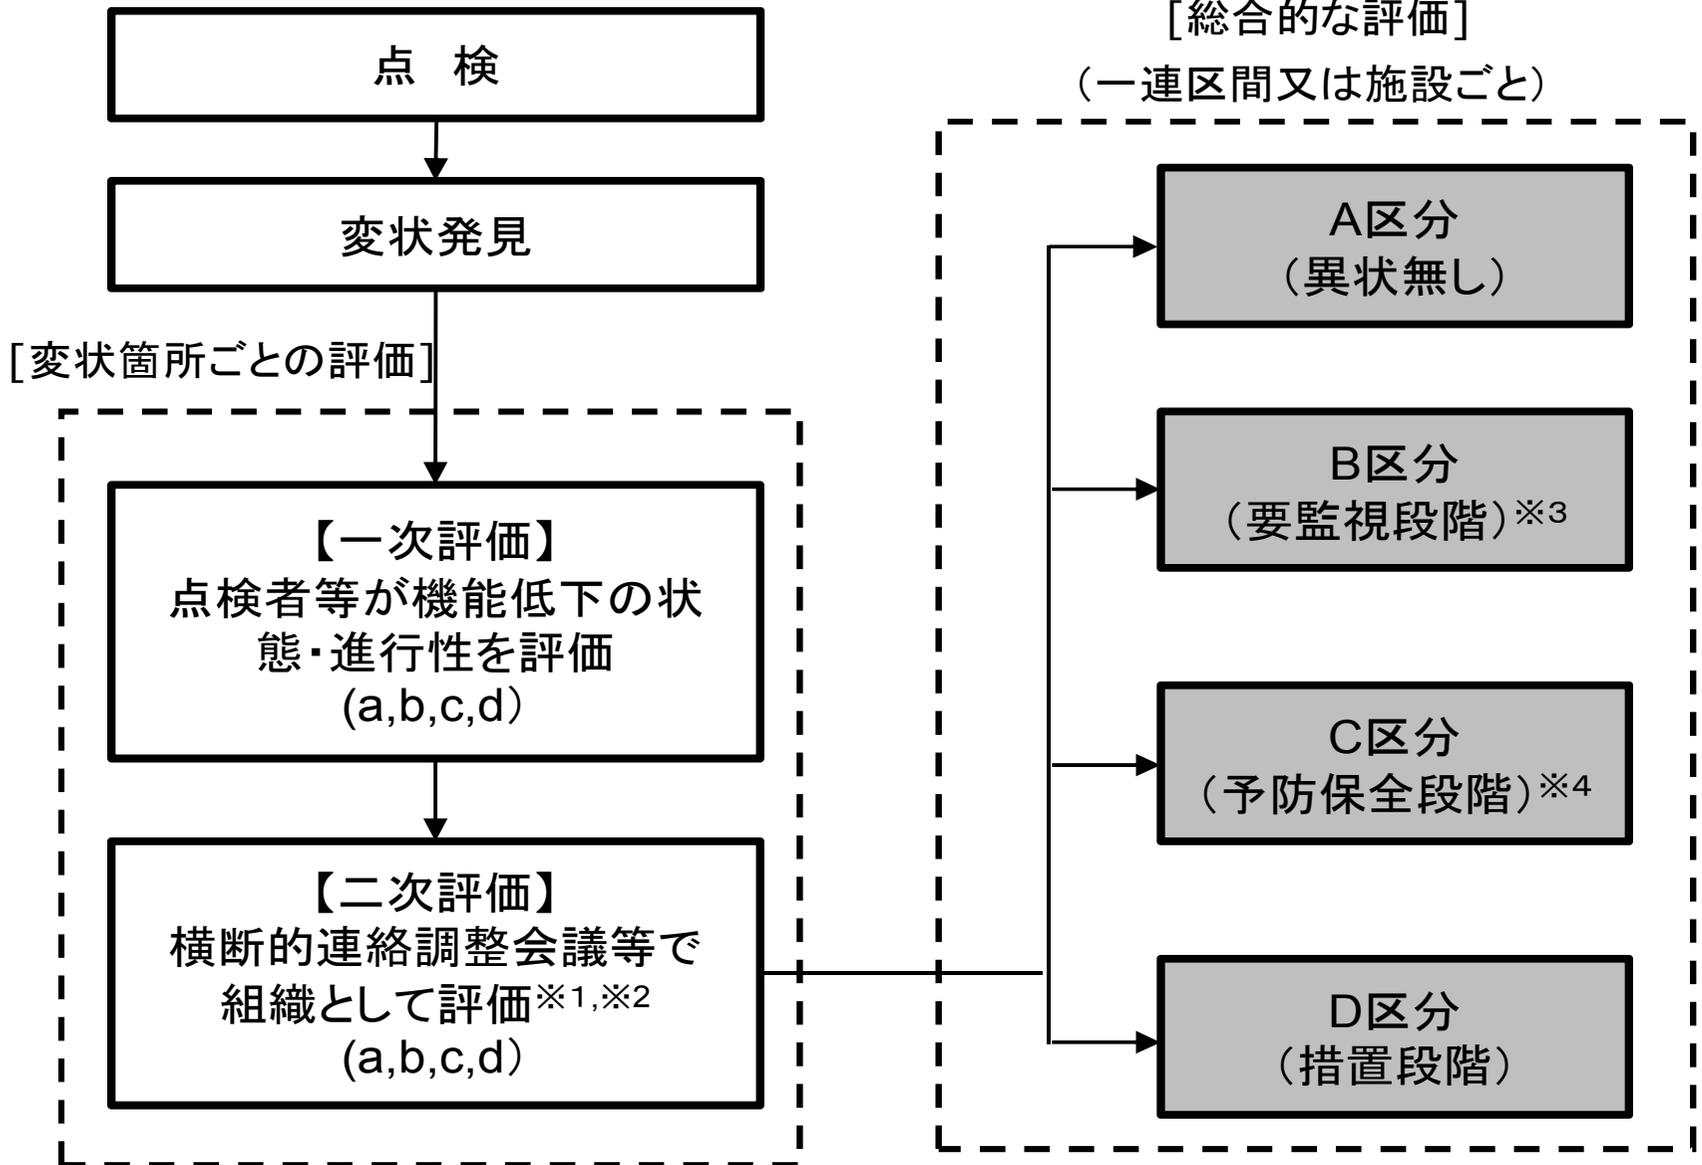 点　検
変状発見
[変状箇所ごとの評価]
【一次評価】
点検者等が機能低下の状
態・進行性を評価
(a,b,c,d）
【二次評価】
横断的連絡調整会議等で
組織として評価※1,※2
(a,b,c,d）
[総合的な評価]
（一連区間又は施設ごと）
A区分
（異状無し）
B区分
（要監視段階）※3
C区分
（予防保全段階）※4
D区分
（措置段階）